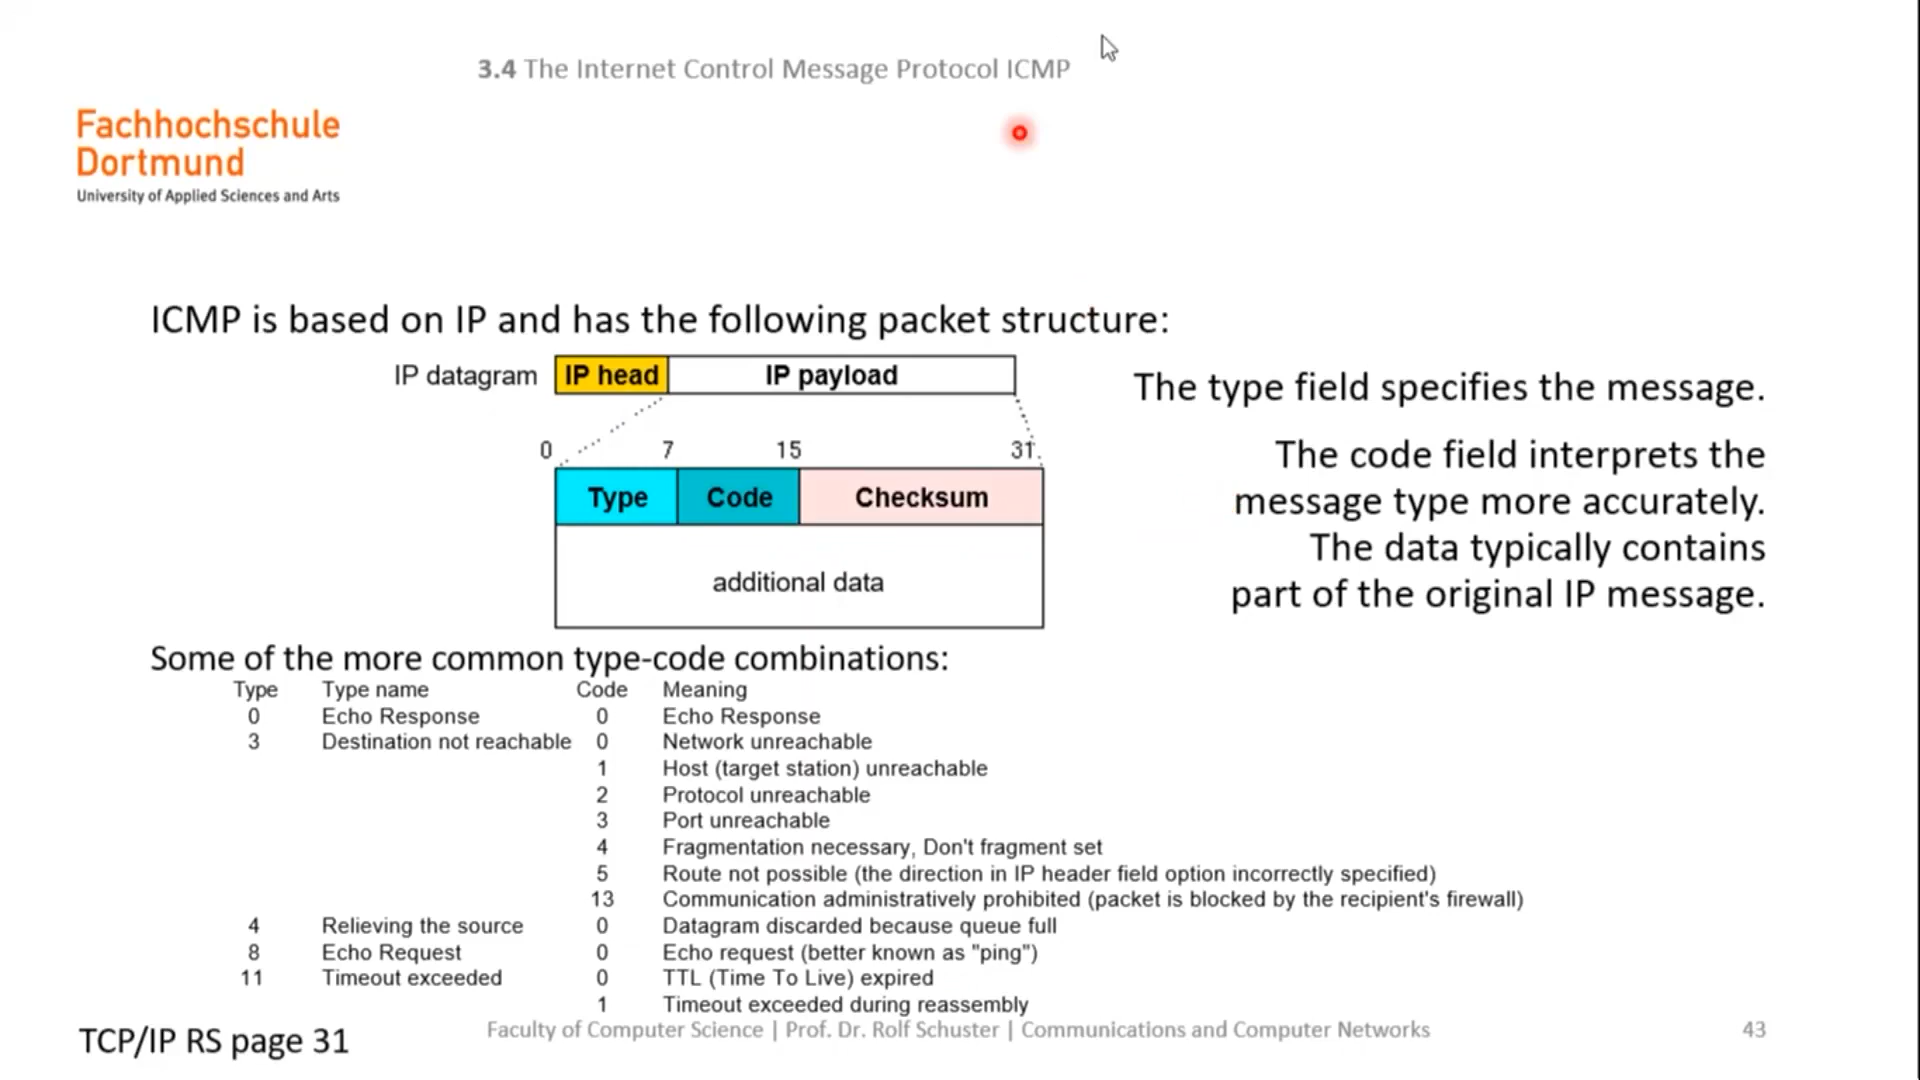 3.4 The Internet Control Message Protocol ICMP
Fachhochschule
Dortmund
University of Applied Sciences and Arts
ICMP is based on IP and has the following packet structure:
IP datagram IP head IP payload
The type field specifies the message.
0 7 15 31
The code field interprets the
message type more accurately.
The data typically contains
part of the original IP message.
Type Code Checksum
additional data
Some of the more common type-code combinations:
Type Type name Code Meaning
0 Echo Response 0 Echo Response
3 Destination not reachable 0 Network unreachable
1 Host (target station) unreachable
2 Protocol unreachable
3 Port unreachable
4 Fragmentation necessary, Don't fragment set
5 Route not possible (the direction in IP header field option incorrectly specified)
13 Communication administratively prohibited (packet is blocked by the recipient's firewall)
4 Relieving the source 0 Datagram discarded because queue full
8 Echo Request 0 Echo request (better known as "ping")
11 Timeout exceeded 0 TTL (Time To Live) expired
1 Timeout exceeded during reassembly
TCP/IP RS page 31
Faculty of Computer Science | Prof. Dr. Rolf Schuster | Communications and Computer Networks
43